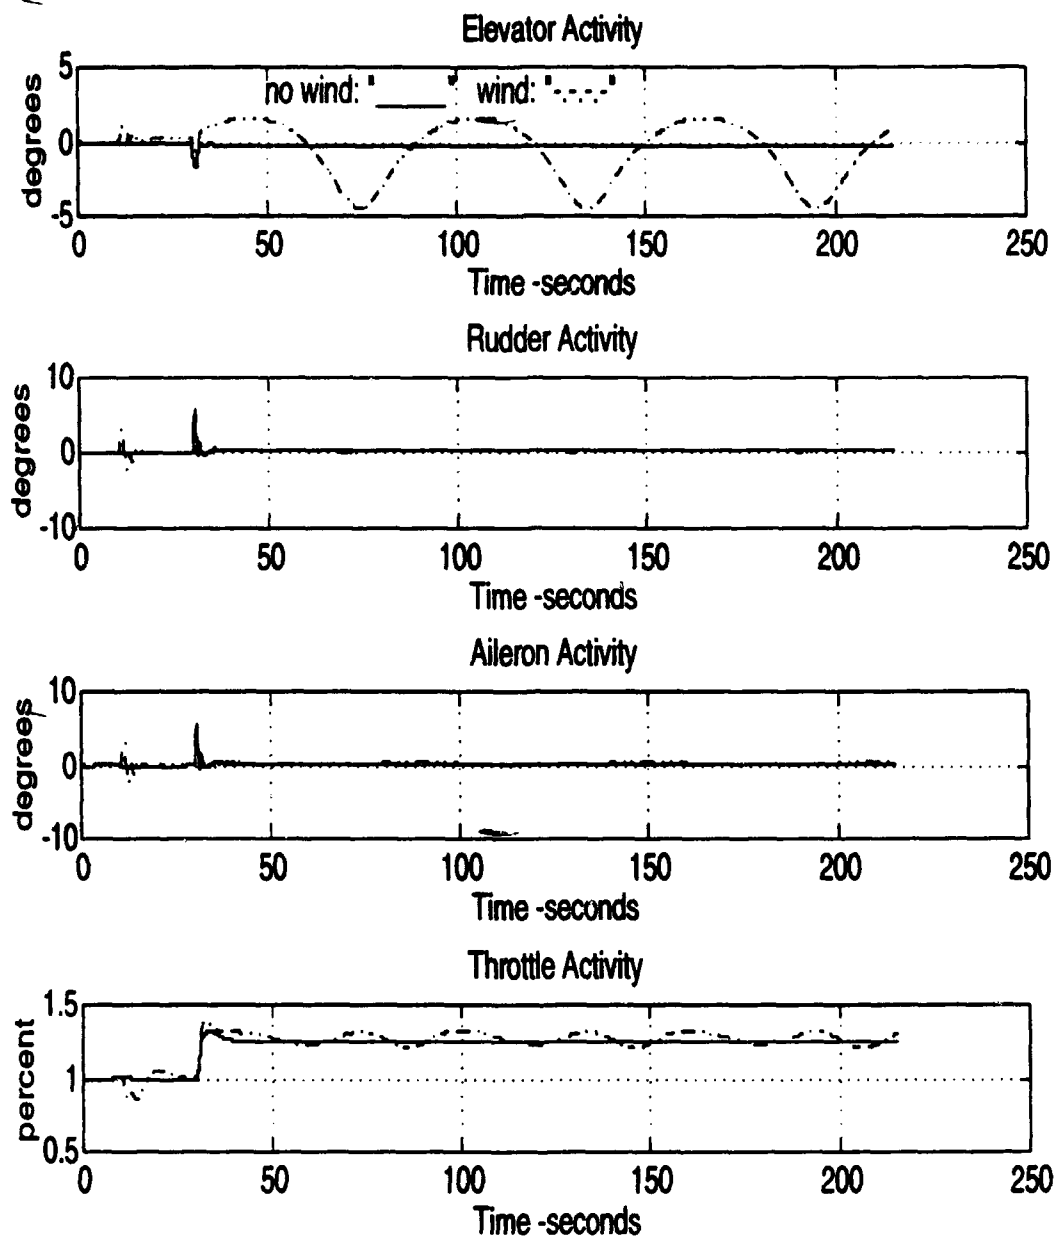 Elevator Activity
5
no wind: "_____" wind: "-.-.-.-"
degrees
0
-5
0 50 100 150 200 250
Time -seconds
Rudder Activity
10
degrees
0
-10
0 50 100 150 200 250
Time -seconds
Aileron Activity
10
degrees
0
-10
0 50 100 150 200 250
Time -seconds
Throttle Activity
1.5
percent
1
0.5
0 50 100 150 200 250
Time -seconds